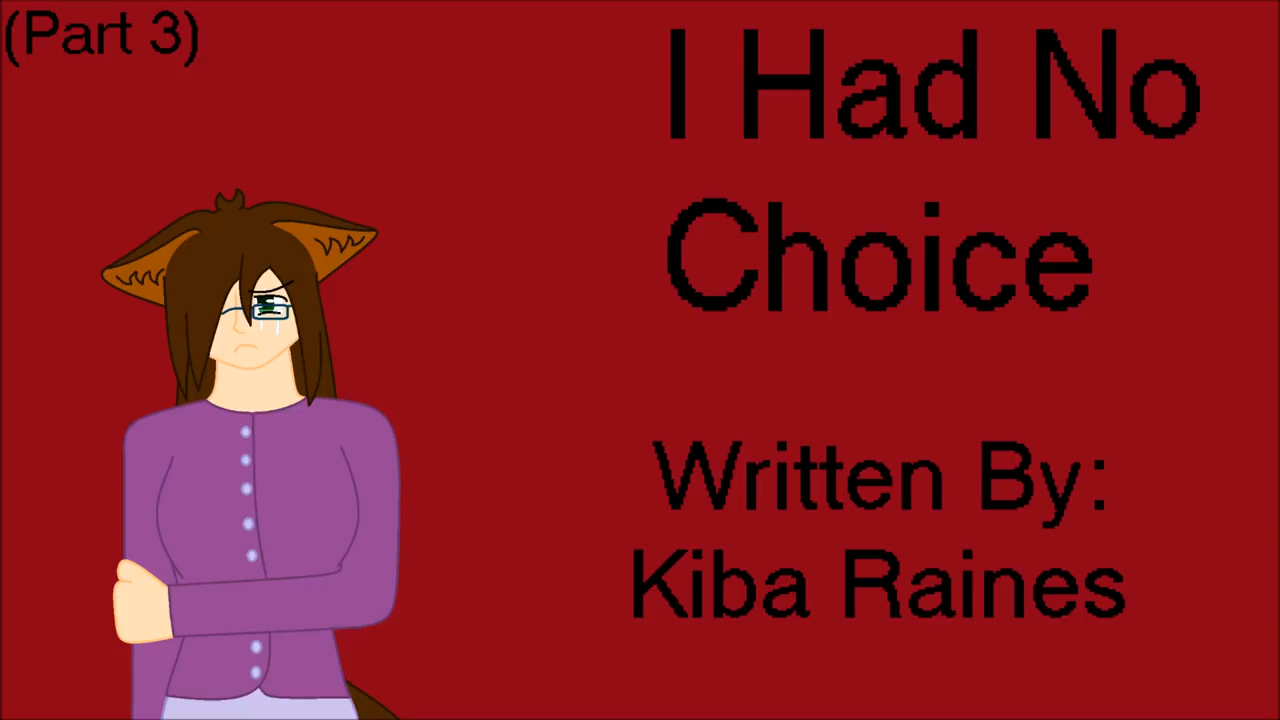 (Part 3)
I Had No
Choice
Written By:
Kiba Raines